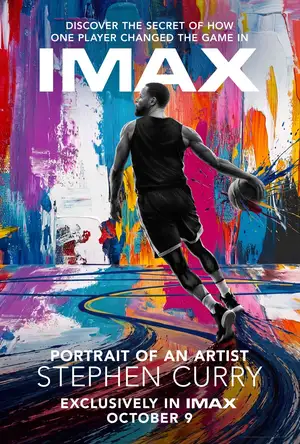 DISCOVER THE SECRET OF HOW
ONE PLAYER CHANGED THE GAME IN
IMAX
PORTRAIT OF AN ARTIST
STEPHEN CURRY
EXCLUSIVELY IN IMAX
OCTOBER 9